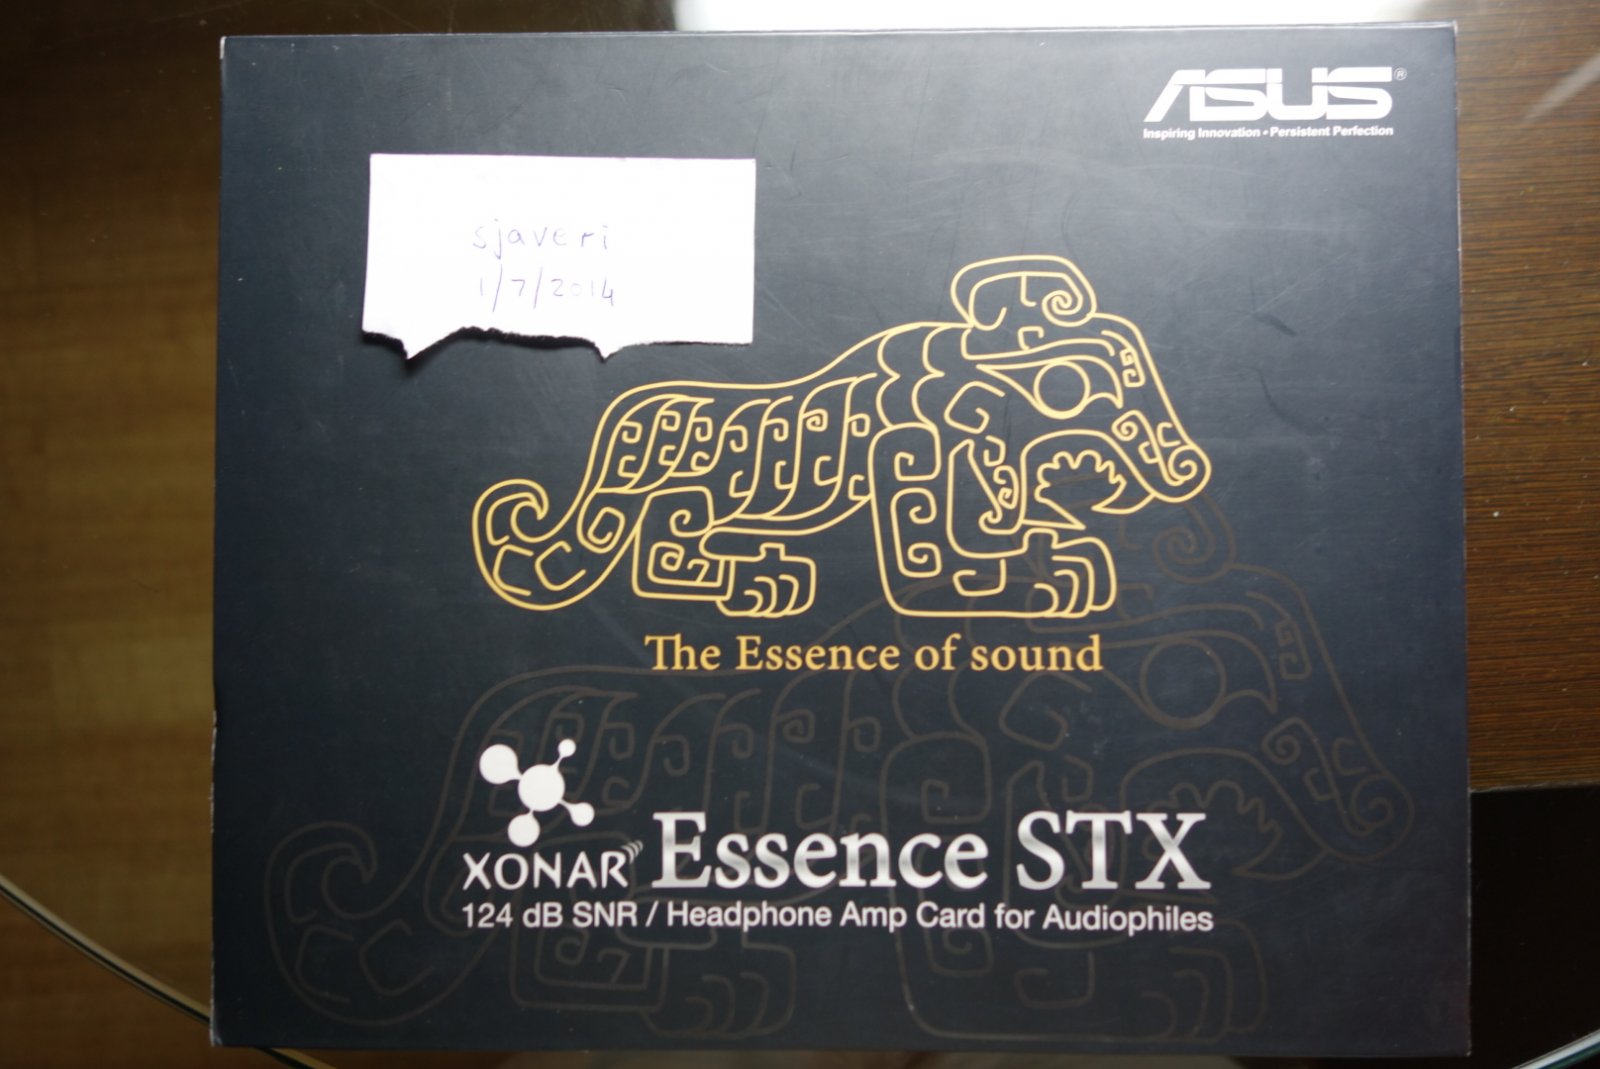 ASUS®
Inspiring Innovation • Persistent Perfection
sjaveri
1/7/2014
The Essence of sound
XONAR Essence STX
124 dB SNR / Headphone Amp Card for Audiophiles